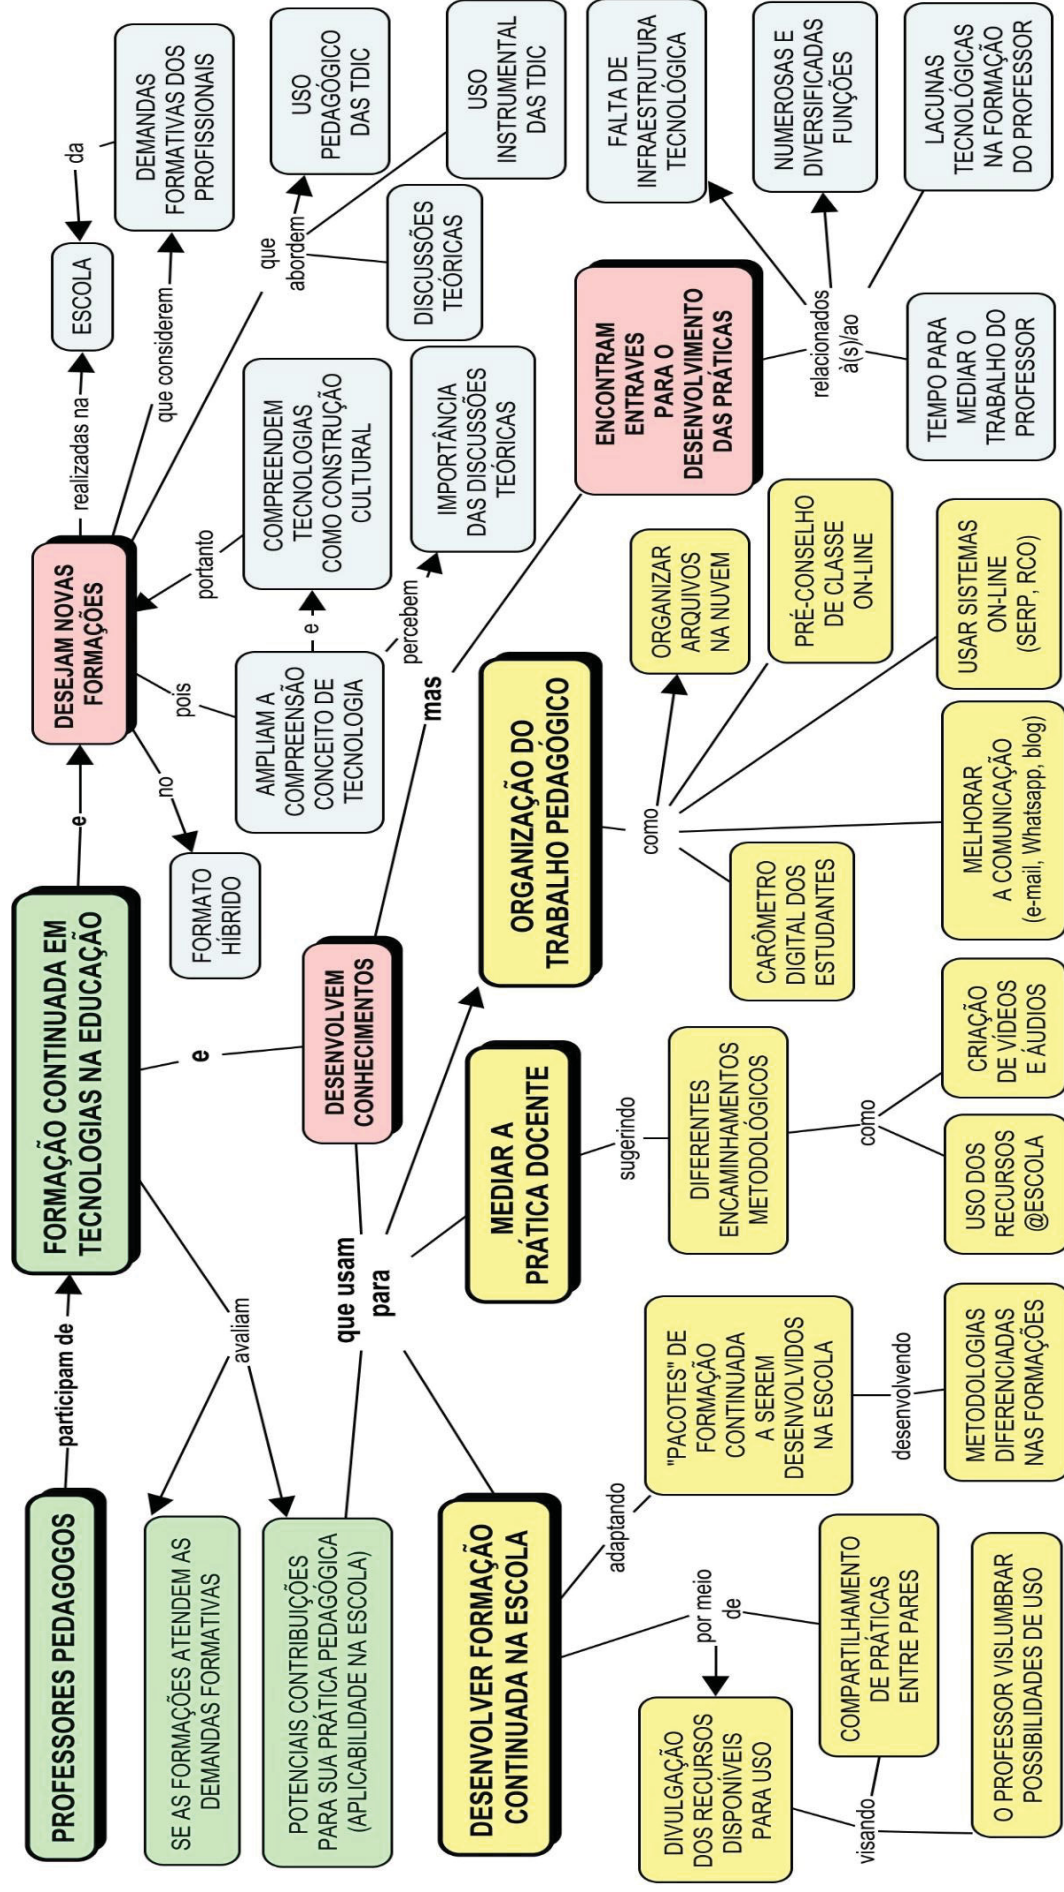 PROFESSORES PEDAGOGOS
participam de
FORMAÇÃO CONTINUADA EM
TECNOLOGIAS NA EDUCAÇÃO
e
DESEJAM NOVAS
FORMAÇÕES
realizadas na
ESCOLA
da
DEMANDAS
FORMATIVAS DOS
PROFISSIONAIS
que considerem
que
abordem
USO
PEDAGÓGICO
DAS TDIC
USO
INSTRUMENTAL
DAS TDIC
DISCUSSÕES
TEÓRICAS
no
FORMATO
HÍBRIDO
pois
AMPLIAM A
COMPREENSÃO
CONCEITO DE
TECNOLOGIA
e
COMPREENDEM
TECNOLOGIAS
COMO CONSTRUÇÃO
CULTURAL
portanto
percebem
IMPORTÂNCIA
DAS DISCUSSÕES
TEÓRICAS
avaliam
SE AS FORMAÇÕES ATENDEM AS
DEMANDAS FORMATIVAS
POTENCIAIS CONTRIBUIÇÕES
PARA SUA PRÁTICA PEDAGÓGICA
(APLICABILIDADE NA ESCOLA)
e
DESENVOLVEM
CONHECIMENTOS
mas
ENCONTRAM
ENTRAVES
PARA O
DESENVOLVIMENTO
DAS PRÁTICAS
relacionados
à(s)/ao
FALTA DE
INFRAESTRUTURA
TECNOLÓGICA
NUMEROSAS E
DIVERSIFICADAS
FUNÇÕES
LACUNAS
TECNOLÓGICAS
NA FORMAÇÃO
DO PROFESSOR
TEMPO PARA
MEDIAR O
TRABALHO DO
PROFESSOR
que usam
para
DESENVOLVER FORMAÇÃO
CONTINUADA NA ESCOLA
adaptando
"PACOTES" DE
FORMAÇÃO
CONTINUADA
A SEREM
DESENVOLVIDOS
NA ESCOLA
desenvolvendo
METODOLOGIAS
DIFERENCIADAS
NAS FORMAÇÕES
por meio
de
DIVULGAÇÃO
DOS RECURSOS
DISPONÍVEIS
PARA USO
COMPARTILHAMENTO
DE PRÁTICAS
ENTRE PARES
visando
O PROFESSOR VISLUMBRAR
POSSIBILIDADES DE USO
MEDIAR A
PRÁTICA DOCENTE
sugerindo
DIFERENTES
ENCAMINHAMENTOS
METODOLÓGICOS
como
USO DOS
RECURSOS
@ESCOLA
CRIAÇÃO
DE VÍDEOS
E ÁUDIOS
ORGANIZAÇÃO DO
TRABALHO PEDAGÓGICO
como
CARÔMETRO
DIGITAL DOS
ESTUDANTES
ORGANIZAR
ARQUIVOS
NA NUVEM
PRÉ-CONSELHO
DE CLASSE
ON-LINE
MELHORAR
A COMUNICAÇÃO
(e-mail, Whatsapp, blog)
USAR SISTEMAS
ON-LINE
(SERP, RCO)